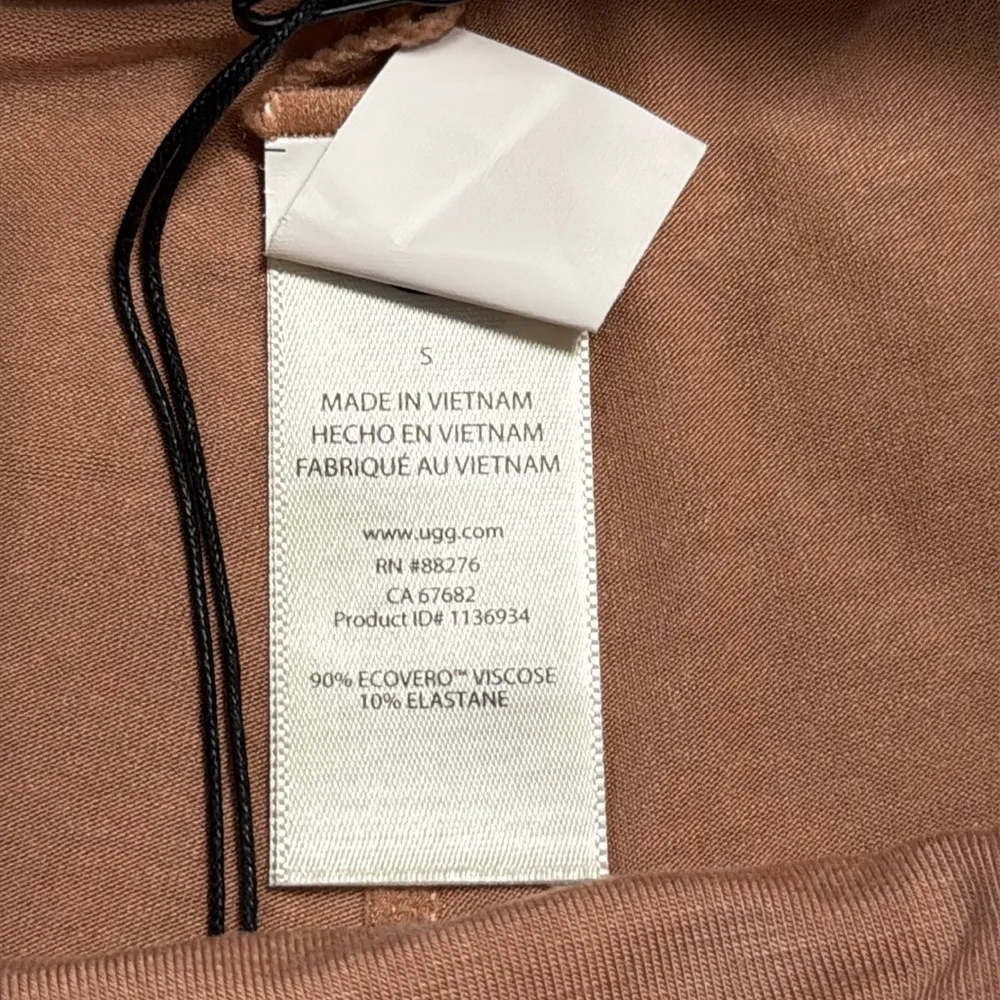 S
MADE IN VIETNAM
HECHO EN VIETNAM
FABRIQUÉ AU VIETNAM
www.ugg.com
RN #88276
CA 67682
Product ID# 1136934
90% ECOVERO™ VISCOSE
10% ELASTANE